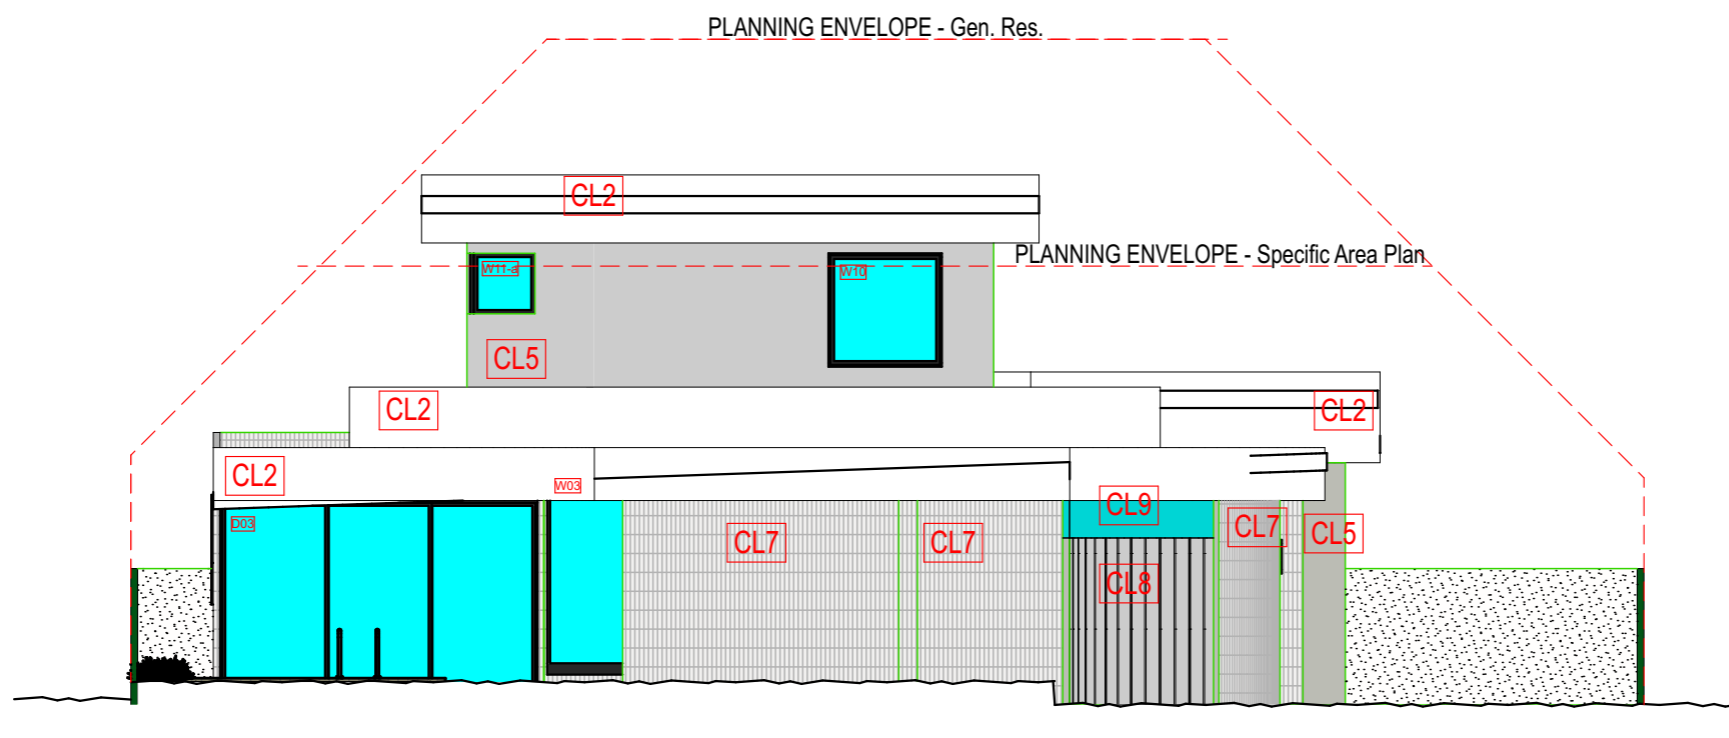 PLANNING ENVELOPE - Gen. Res.
CL2
PLANNING ENVELOPE - Specific Area Plan
W11-a
W10
CL5
CL2
CL2
CL2
W03
CL9
D03
CL7
CL7
CL7
CL5
CL8